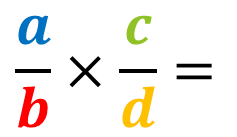 a/b × c/d =